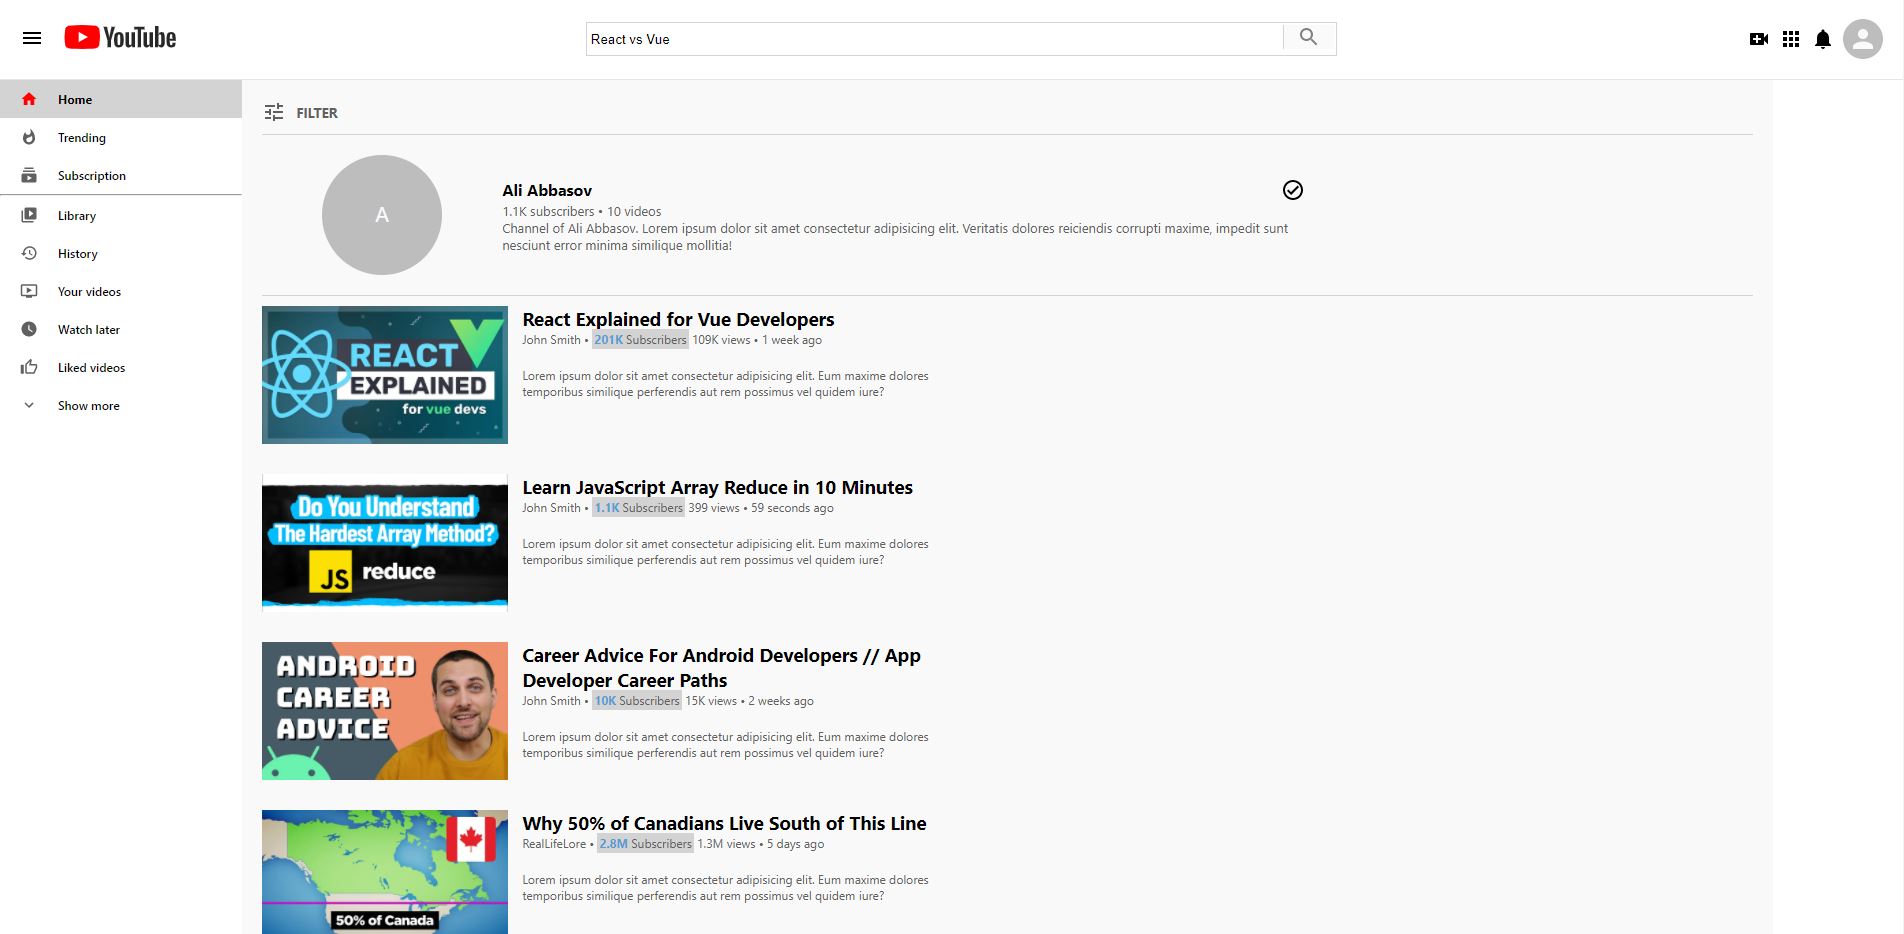 YouTube
React vs Vue
Home
Trending
Subscription
Library
History
Your videos
Watch later
Liked videos
Show more
FILTER
A
Ali Abbasov
1.1K subscribers • 10 videos
Channel of Ali Abbasov. Lorem ipsum dolor sit amet consectetur adipisicing elit. Veritatis dolores reiciendis corrupti maxime, impedit sunt
nesciunt error minima similique mollitia!
REACT
EXPLAINED
for vue devs
React Explained for Vue Developers
John Smith • 201K Subscribers 109K views • 1 week ago
Lorem ipsum dolor sit amet consectetur adipisicing elit. Eum maxime dolores
temporibus similique perferendis aut rem possimus vel quidem iure?
Do You Understand
The Hardest Array Method?
JS reduce
Learn JavaScript Array Reduce in 10 Minutes
John Smith • 1.1K Subscribers 399 views • 59 seconds ago
Lorem ipsum dolor sit amet consectetur adipisicing elit. Eum maxime dolores
temporibus similique perferendis aut rem possimus vel quidem iure?
ANDROID
CAREER
ADVICE
Career Advice For Android Developers // App
Developer Career Paths
John Smith • 10K Subscribers 15K views • 2 weeks ago
Lorem ipsum dolor sit amet consectetur adipisicing elit. Eum maxime dolores
temporibus similique perferendis aut rem possimus vel quidem iure?
50% of Canada
Why 50% of Canadians Live South of This Line
RealLifeLore • 2.8M Subscribers 1.3M views • 5 days ago
Lorem ipsum dolor sit amet consectetur adipisicing elit. Eum maxime dolores
temporibus similique perferendis aut rem possimus vel quidem iure?